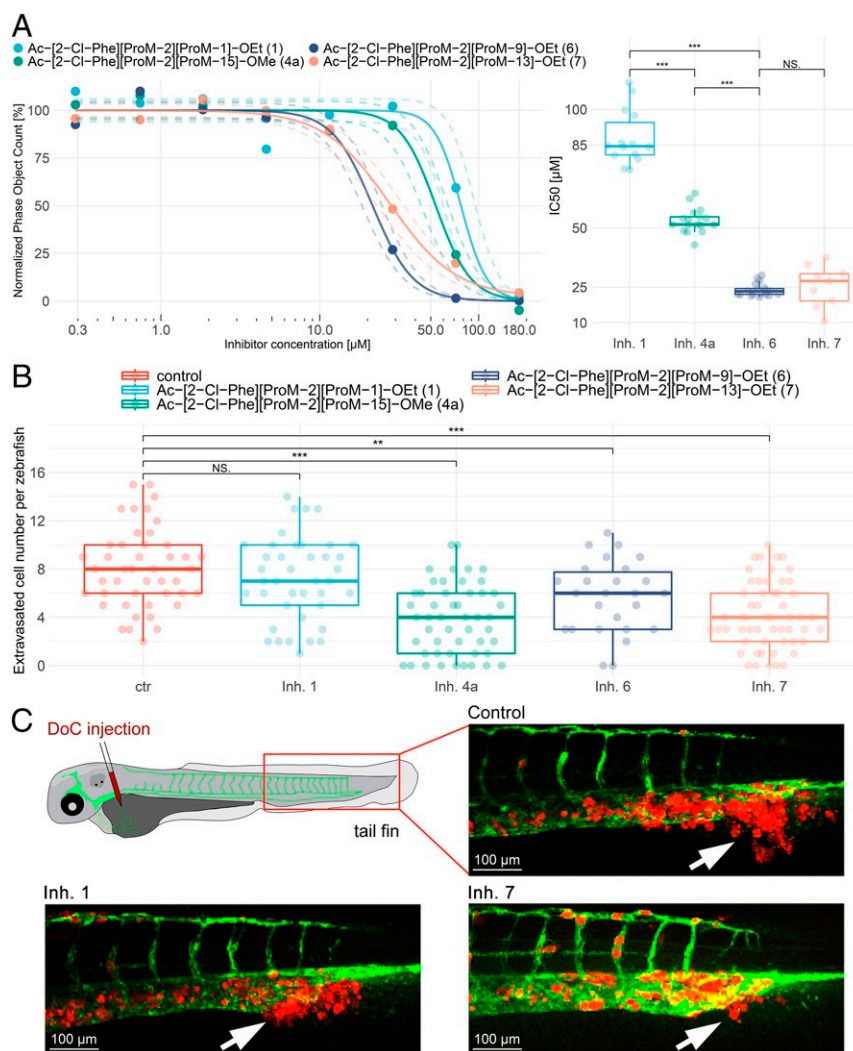 A
Ac-[2-Cl-Phe][ProM-2][ProM-1]-OEt (1)
Ac-[2-Cl-Phe][ProM-2][ProM-9]-OEt (6)
Ac-[2-Cl-Phe][ProM-2][ProM-15]-OMe (4a)
Ac-[2-Cl-Phe][ProM-2][ProM-13]-OEt (7)
Normalized Phase Object Count [%]
100
75
50
25
0
0.3
1.0
10.0
50.0
100.0
180.0
Inhibitor concentration [µM]
IC50 [µM]
100
85
50
25
10
***
NS.
***
***
Inh. 1
Inh. 4a
Inh. 6
Inh. 7
B
control
Ac-[2-Cl-Phe][ProM-2][ProM-9]-OEt (6)
Ac-[2-Cl-Phe][ProM-2][ProM-1]-OEt (1)
Ac-[2-Cl-Phe][ProM-2][ProM-13]-OEt (7)
Ac-[2-Cl-Phe][ProM-2][ProM-15]-OMe (4a)
Extravasated cell number per zebrafish
16
12
8
4
0
***
**
***
NS.
ctr
Inh. 1
Inh. 4a
Inh. 6
Inh. 7
C
DoC injection
tail fin
Control
100 µm
Inh. 1
100 µm
Inh. 7
100 µm